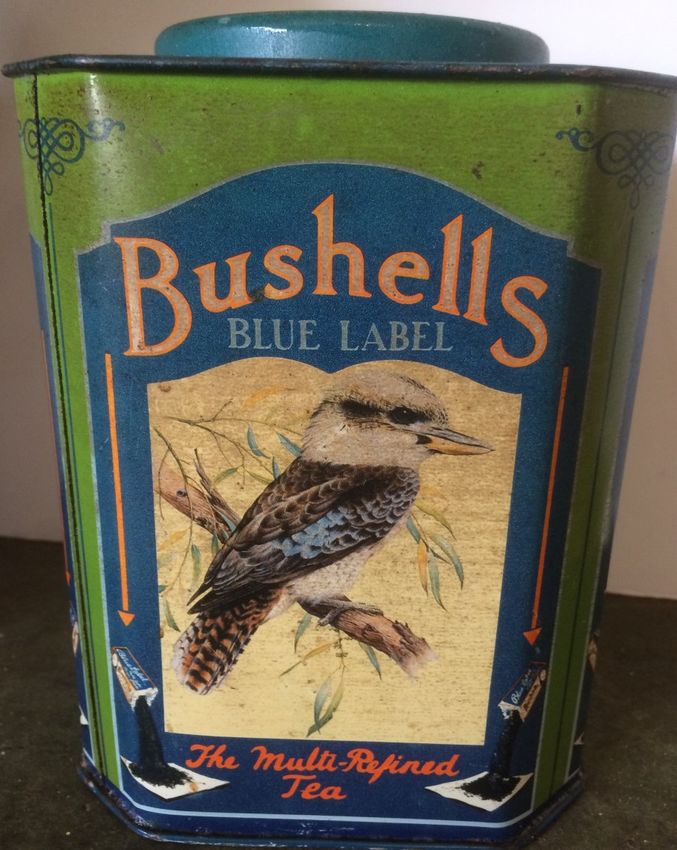 Bushells
BLUE LABEL
The Multi-Refined
Tea